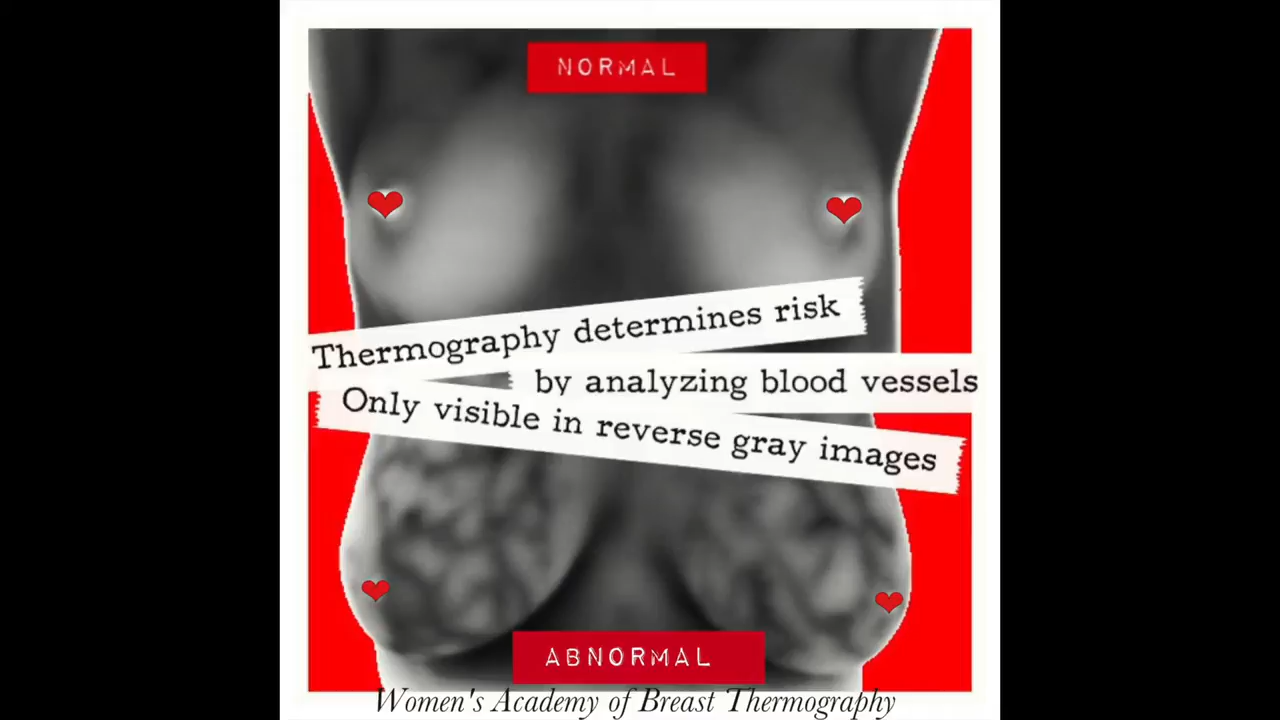 NORMAL
Thermography determines risk
by analyzing blood vessels
Only visible in reverse gray images
ABNORMAL
Women's Academy of Breast Thermography